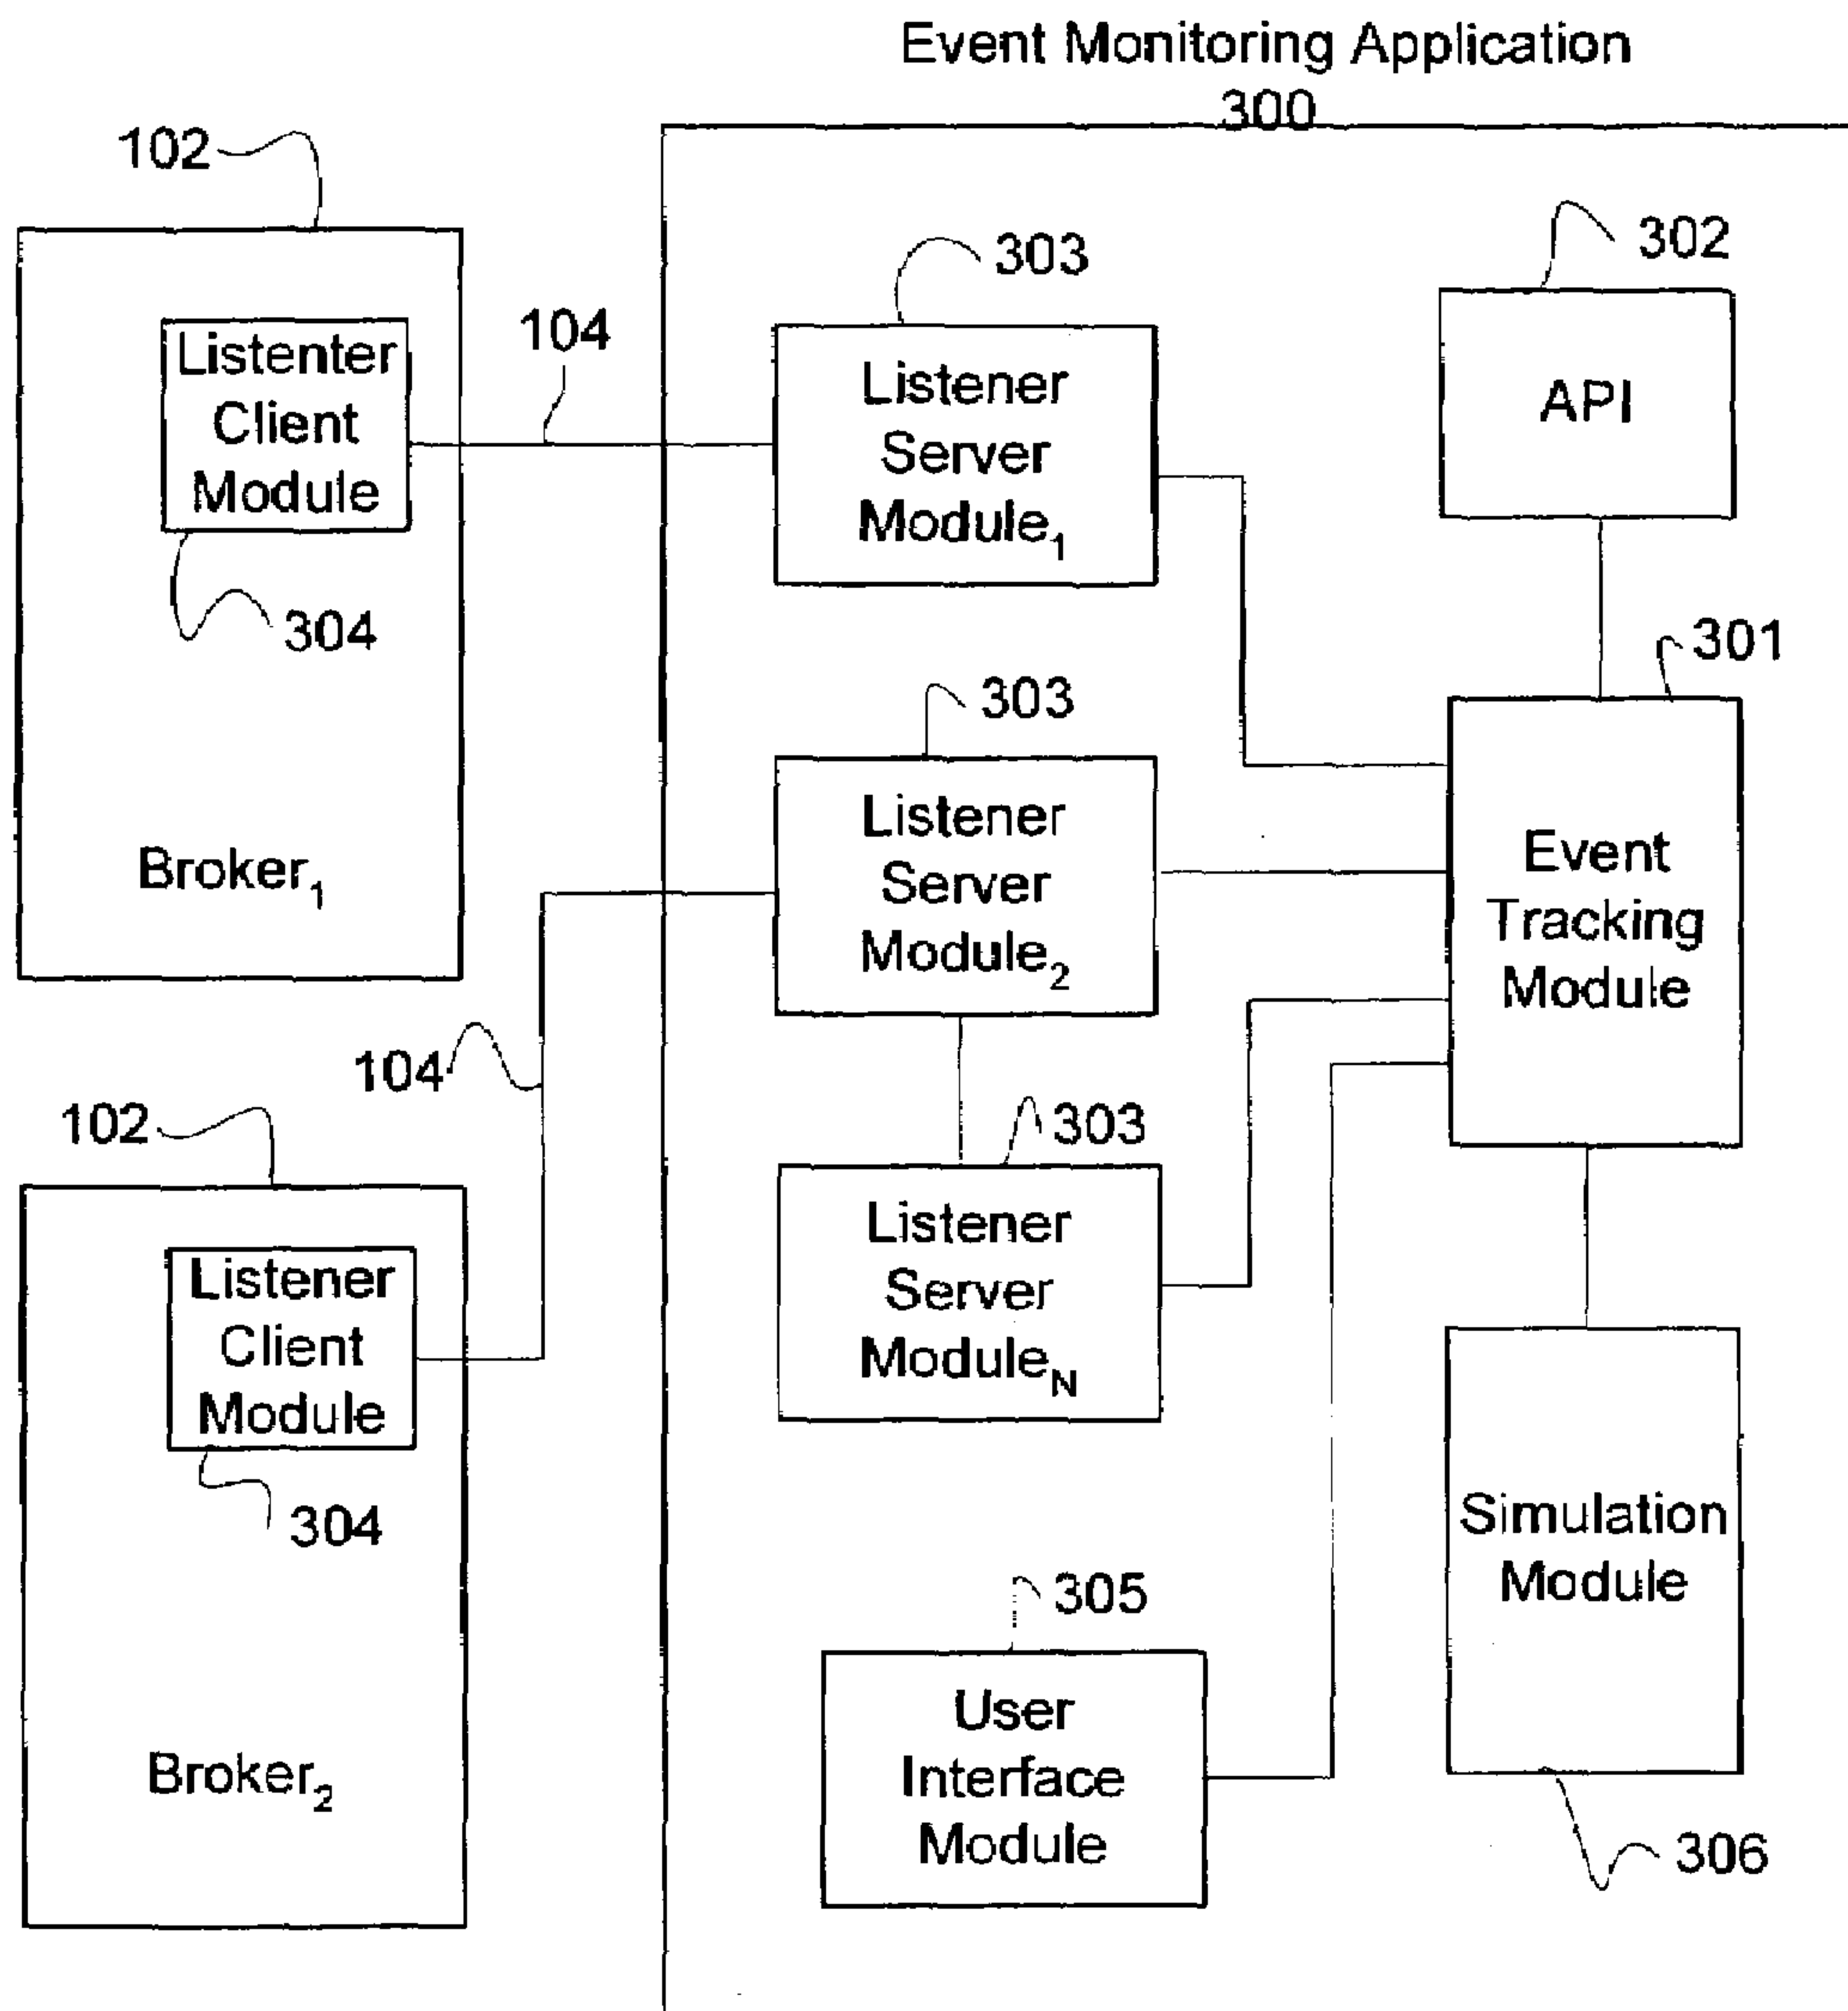 Event Monitoring Application
300
102
Listenter
Client
Module
304
Broker₁
104
303
Listener
Server
Module₁
302
API
301
Event
Tracking
Module
303
Listener
Server
Module₂
104
102
Listener
Client
Module
304
Broker₂
303
Listener
Server
Module_N
305
User
Interface
Module
Simulation
Module
306